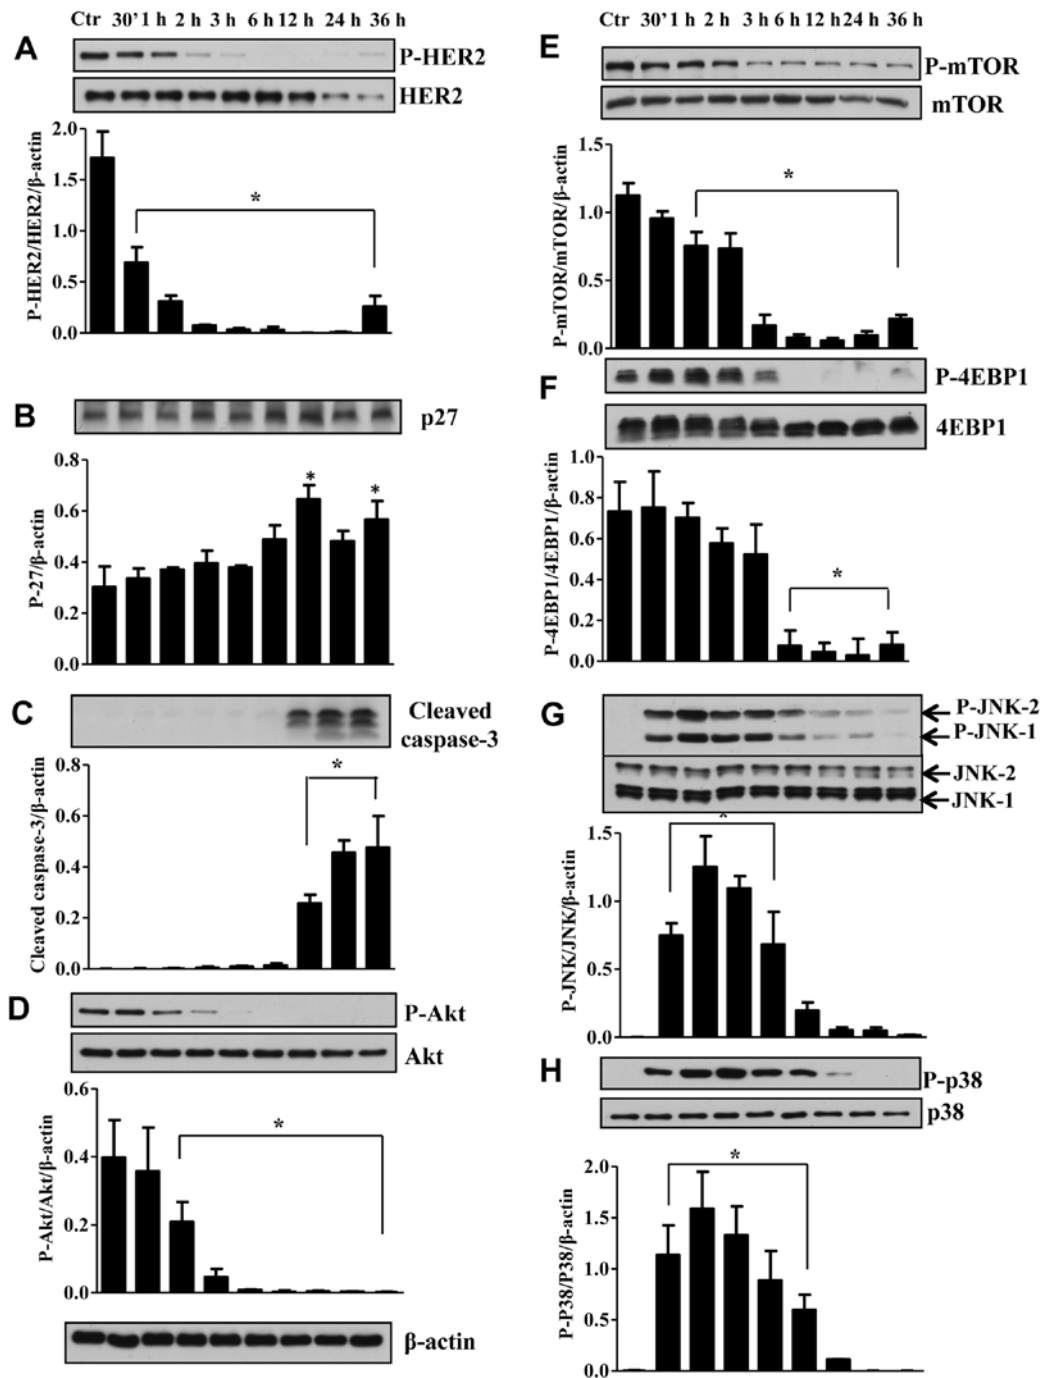 Ctr 30' 1 h 2 h 3 h 6 h 12 h 24 h 36 h
A
P-HER2
HER2
P-HER2/HER2/β-actin
2.0
1.5
1.0
0.5
0.0
*
B
p27
P-27/β-actin
0.8
0.6
0.4
0.2
0.0
*
*
C
Cleaved
caspase-3
Cleaved caspase-3/β-actin
0.8
0.6
0.4
0.2
0.0
*
D
P-Akt
Akt
P-Akt/Akt/β-actin
0.6
0.4
0.2
0.0
*
β-actin
Ctr 30' 1 h 2 h 3 h 6 h 12 h 24 h 36 h
E
P-mTOR
mTOR
P-mTOR/mTOR/β-actin
1.5
1.0
0.5
0.0
*
F
P-4EBP1
4EBP1
P-4EBP1/4EBP1/β-actin
1.0
0.8
0.6
0.4
0.2
0.0
*
G
P-JNK-2
P-JNK-1
JNK-2
JNK-1
P-JNK/JNK/β-actin
1.5
1.0
0.5
0.0
*
H
P-p38
p38
P-P38/P38/β-actin
2.0
1.5
1.0
0.5
0.0
*